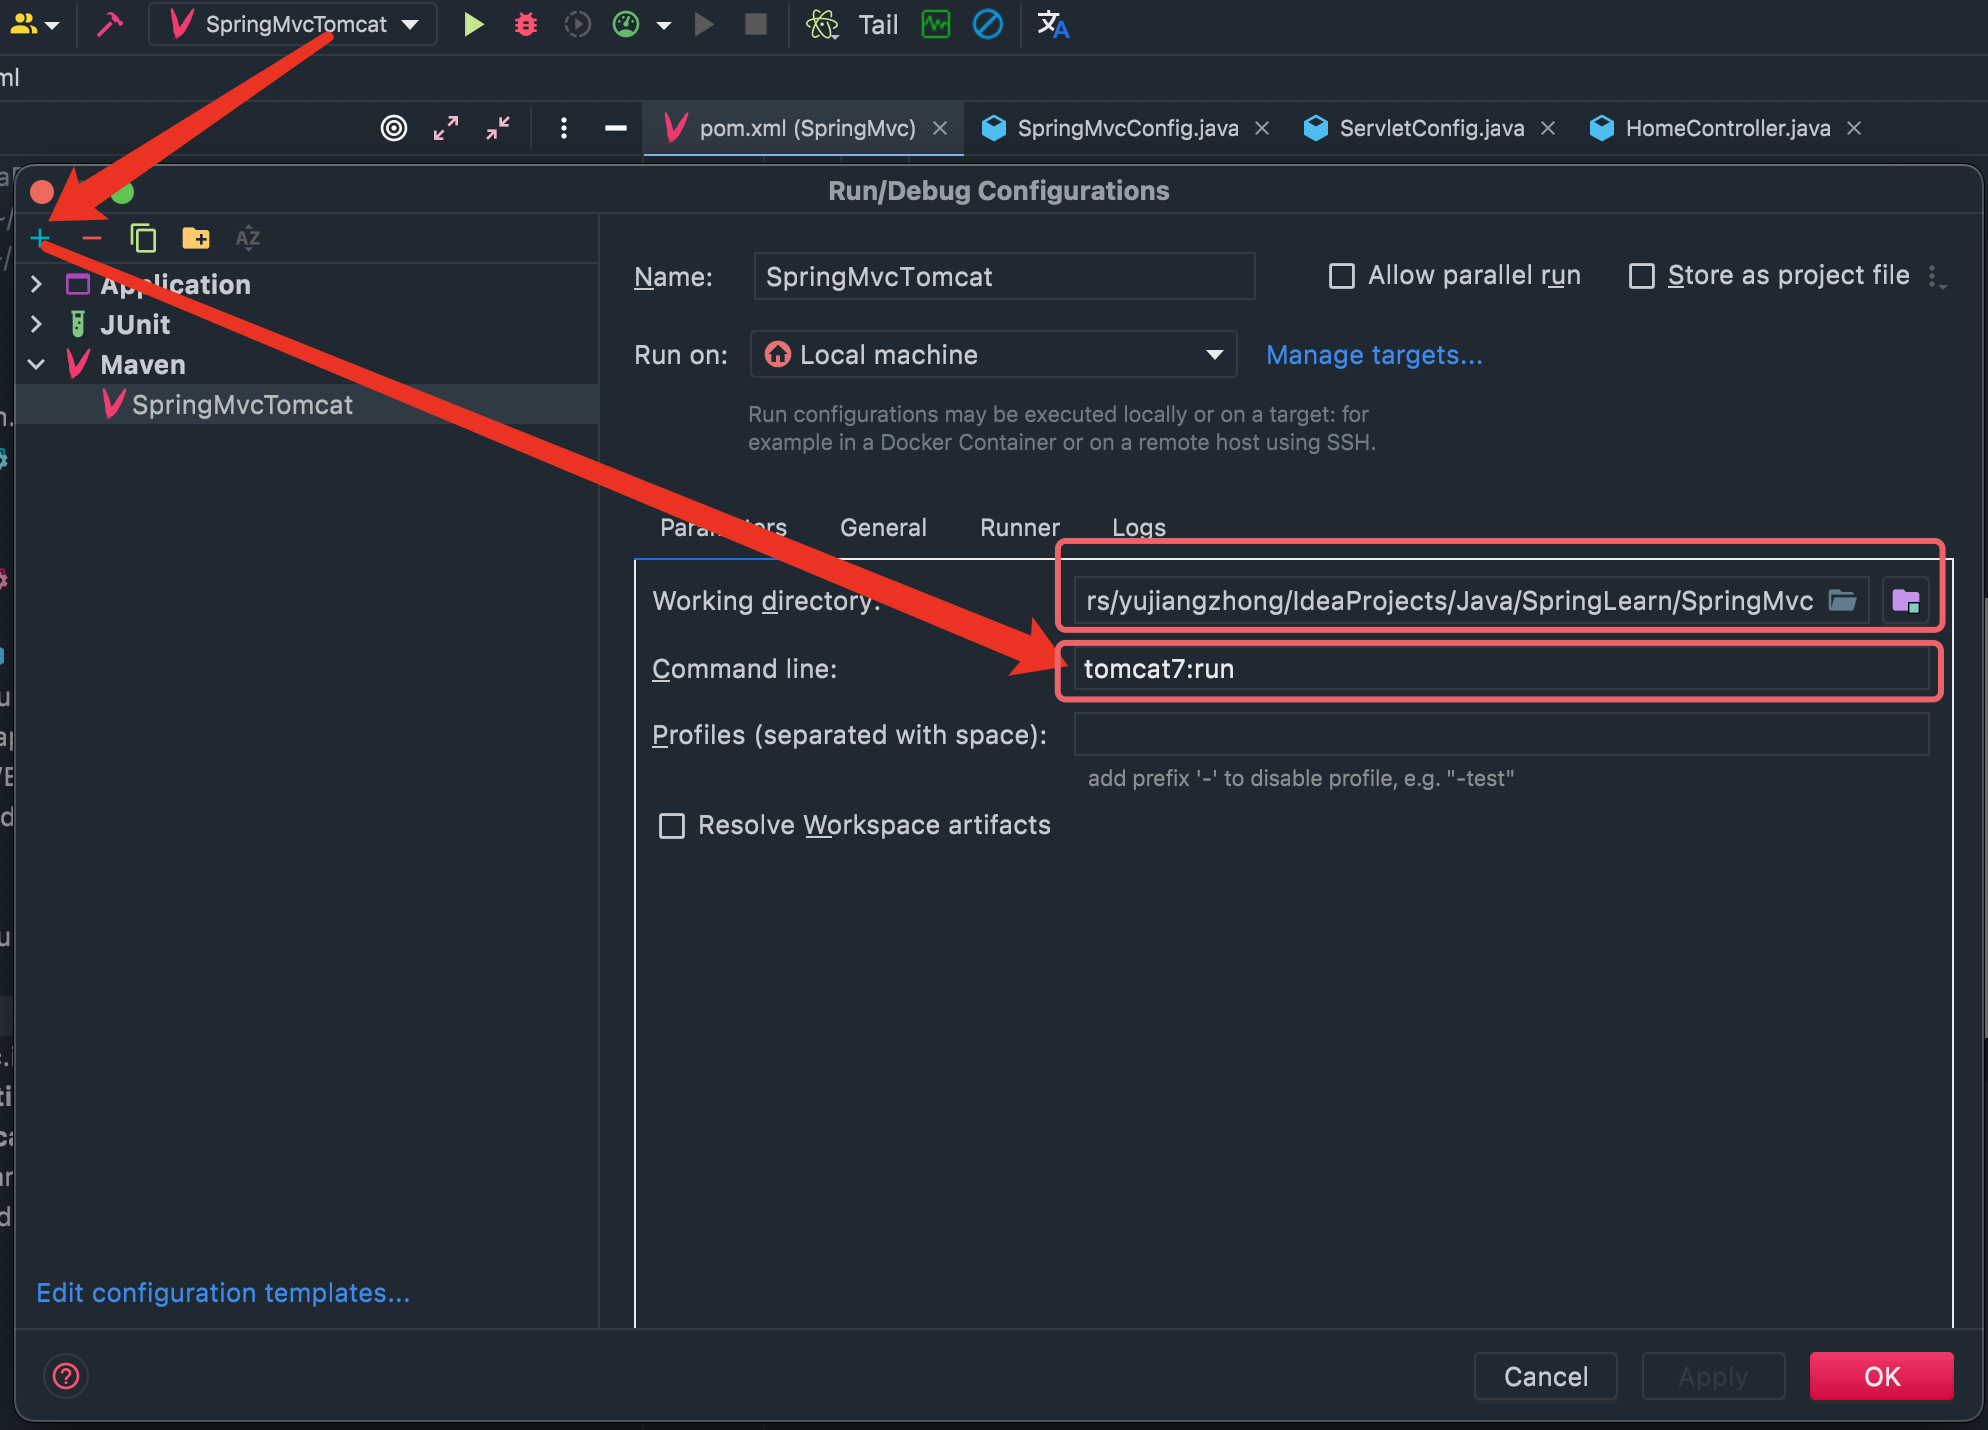 SpringMvcTomcat
Tail
ml
pom.xml (SpringMvc)
SpringMvcConfig.java
ServletConfig.java
HomeController.java
Run/Debug Configurations
Application
JUnit
Maven
SpringMvcTomcat
Edit configuration templates...
Name:
SpringMvcTomcat
Allow parallel run
Store as project file
Run on:
Local machine
Manage targets...
Run configurations may be executed locally or on a target: for
example in a Docker Container or on a remote host using SSH.
Parameters
General
Runner
Logs
Working directory:
rs/yujiangzhong/IdeaProjects/Java/SpringLearn/SpringMvc
Command line:
tomcat7:run
Profiles (separated with space):
add prefix '-' to disable profile, e.g. "-test"
Resolve Workspace artifacts
Cancel
Apply
OK